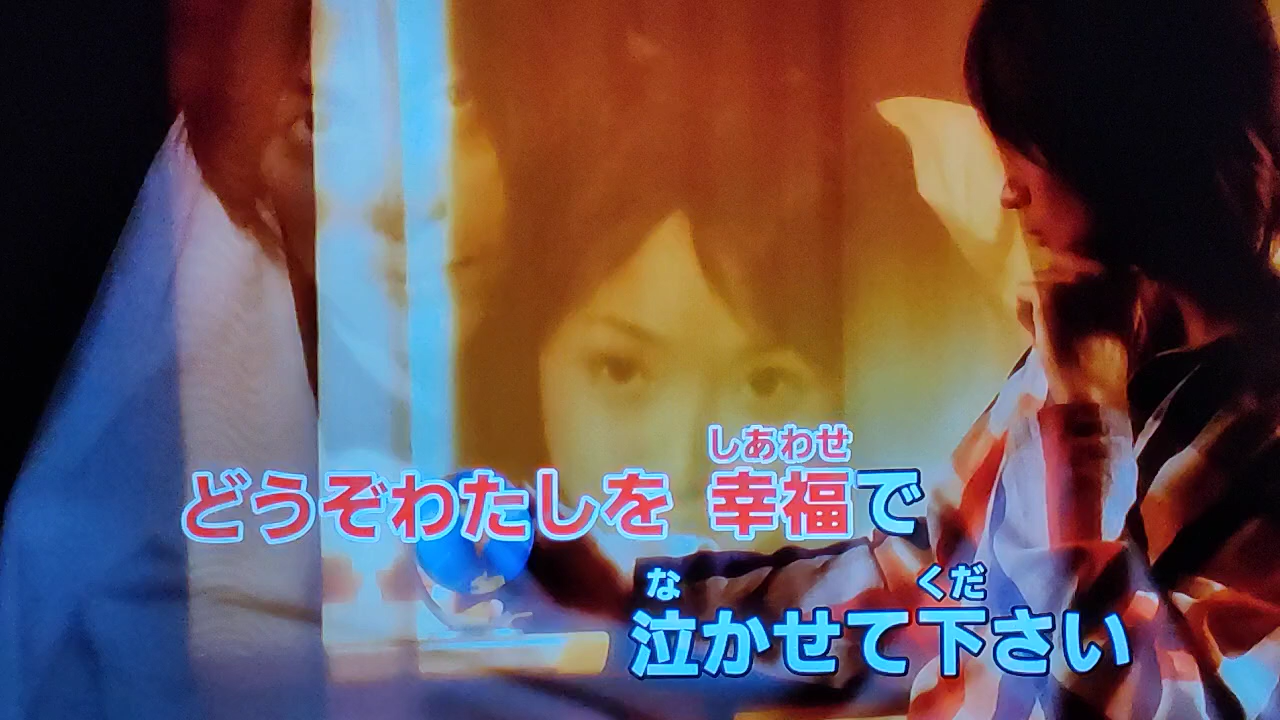 しあわせ
どうぞわたしを 幸福で
な くだ
泣かせて下さい